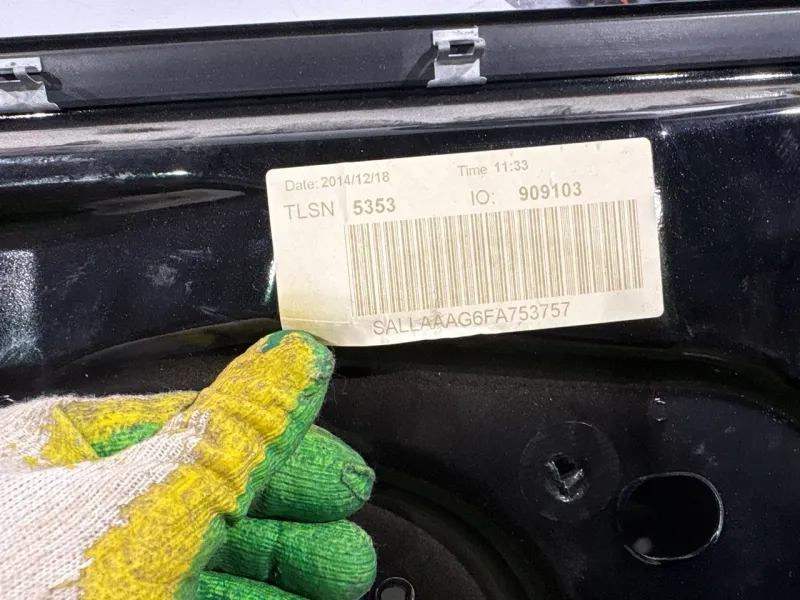 Date: 2014/12/18 Time 11:33
TLSN 5353 IO: 909103
SALLAAAG6FA753757